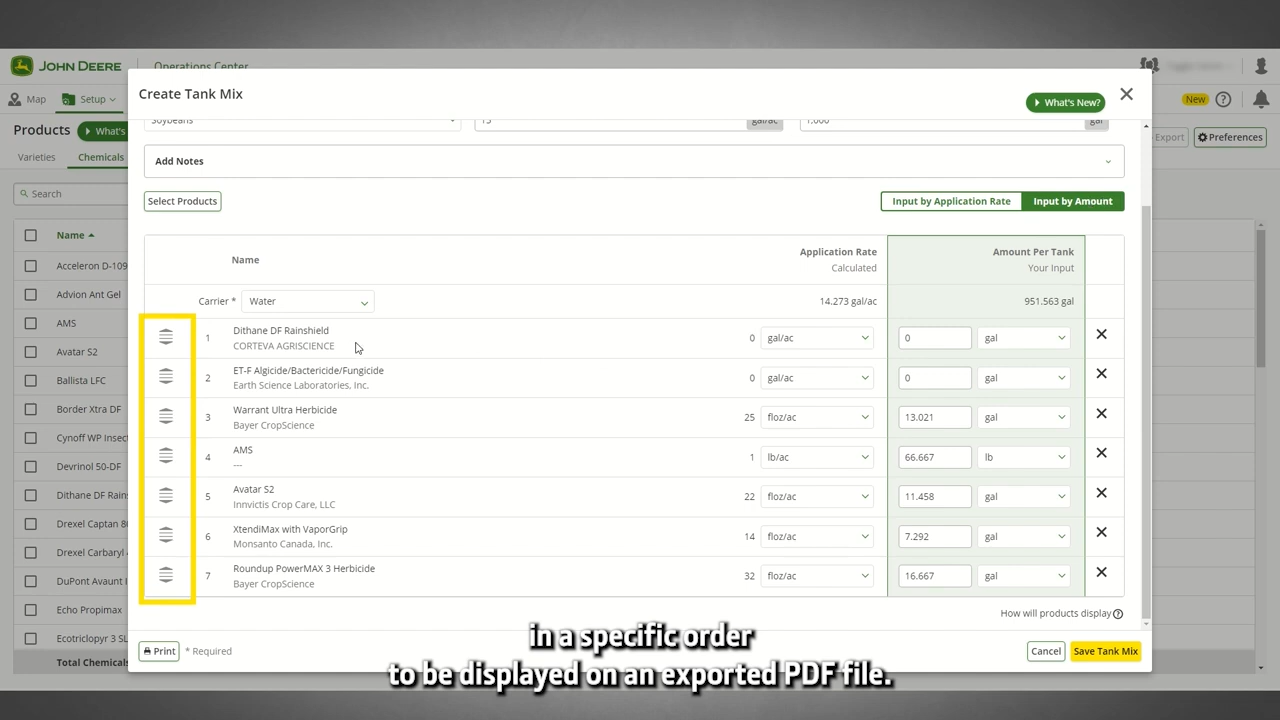 JOHN DEERE
Operations Center
Map
Setup
New
Products
What's
Varieties
Chemicals
Export
Preferences
Search
Name
Acceleron D-109
Advion Ant Gel
AMS
Avatar S2
Ballista LFC
Border Xtra DF
Cynoff WP Insect
Devrinol 50-DF
Dithane DF Rains
Drexel Captan 80
Drexel Carbaryl
DuPont Avaunt
Echo Propimax
Ecotriclopyr 3 SL
Total Chemicals
Create Tank Mix
What's New?
Soybeans
15
gal/ac
1,000
gal
Add Notes
Select Products
Input by Application Rate
Input by Amount
Name
Application Rate
Calculated
Amount Per Tank
Your Input
Carrier * Water 14.273 gal/ac 951.563 gal
1 Dithane DF Rainshield 0 gal/ac 0 gal
CORTEVA AGRISCIENCE
2 ET-F Algicide/Bactericide/Fungicide 0 gal/ac 0 gal
Earth Science Laboratories, Inc.
3 Warrant Ultra Herbicide 25 floz/ac 13.021 gal
Bayer CropScience
4 AMS 1 lb/ac 66.667 lb
---
5 Avatar S2 22 floz/ac 11.458 gal
Innvictis Crop Care, LLC
6 XtendiMax with VaporGrip 14 floz/ac 7.292 gal
Monsanto Canada, Inc.
7 Roundup PowerMAX 3 Herbicide 32 floz/ac 16.667 gal
Bayer CropScience
How will products display
Print
* Required
Cancel
Save Tank Mix
in a specific order
to be displayed on an exported PDF file.